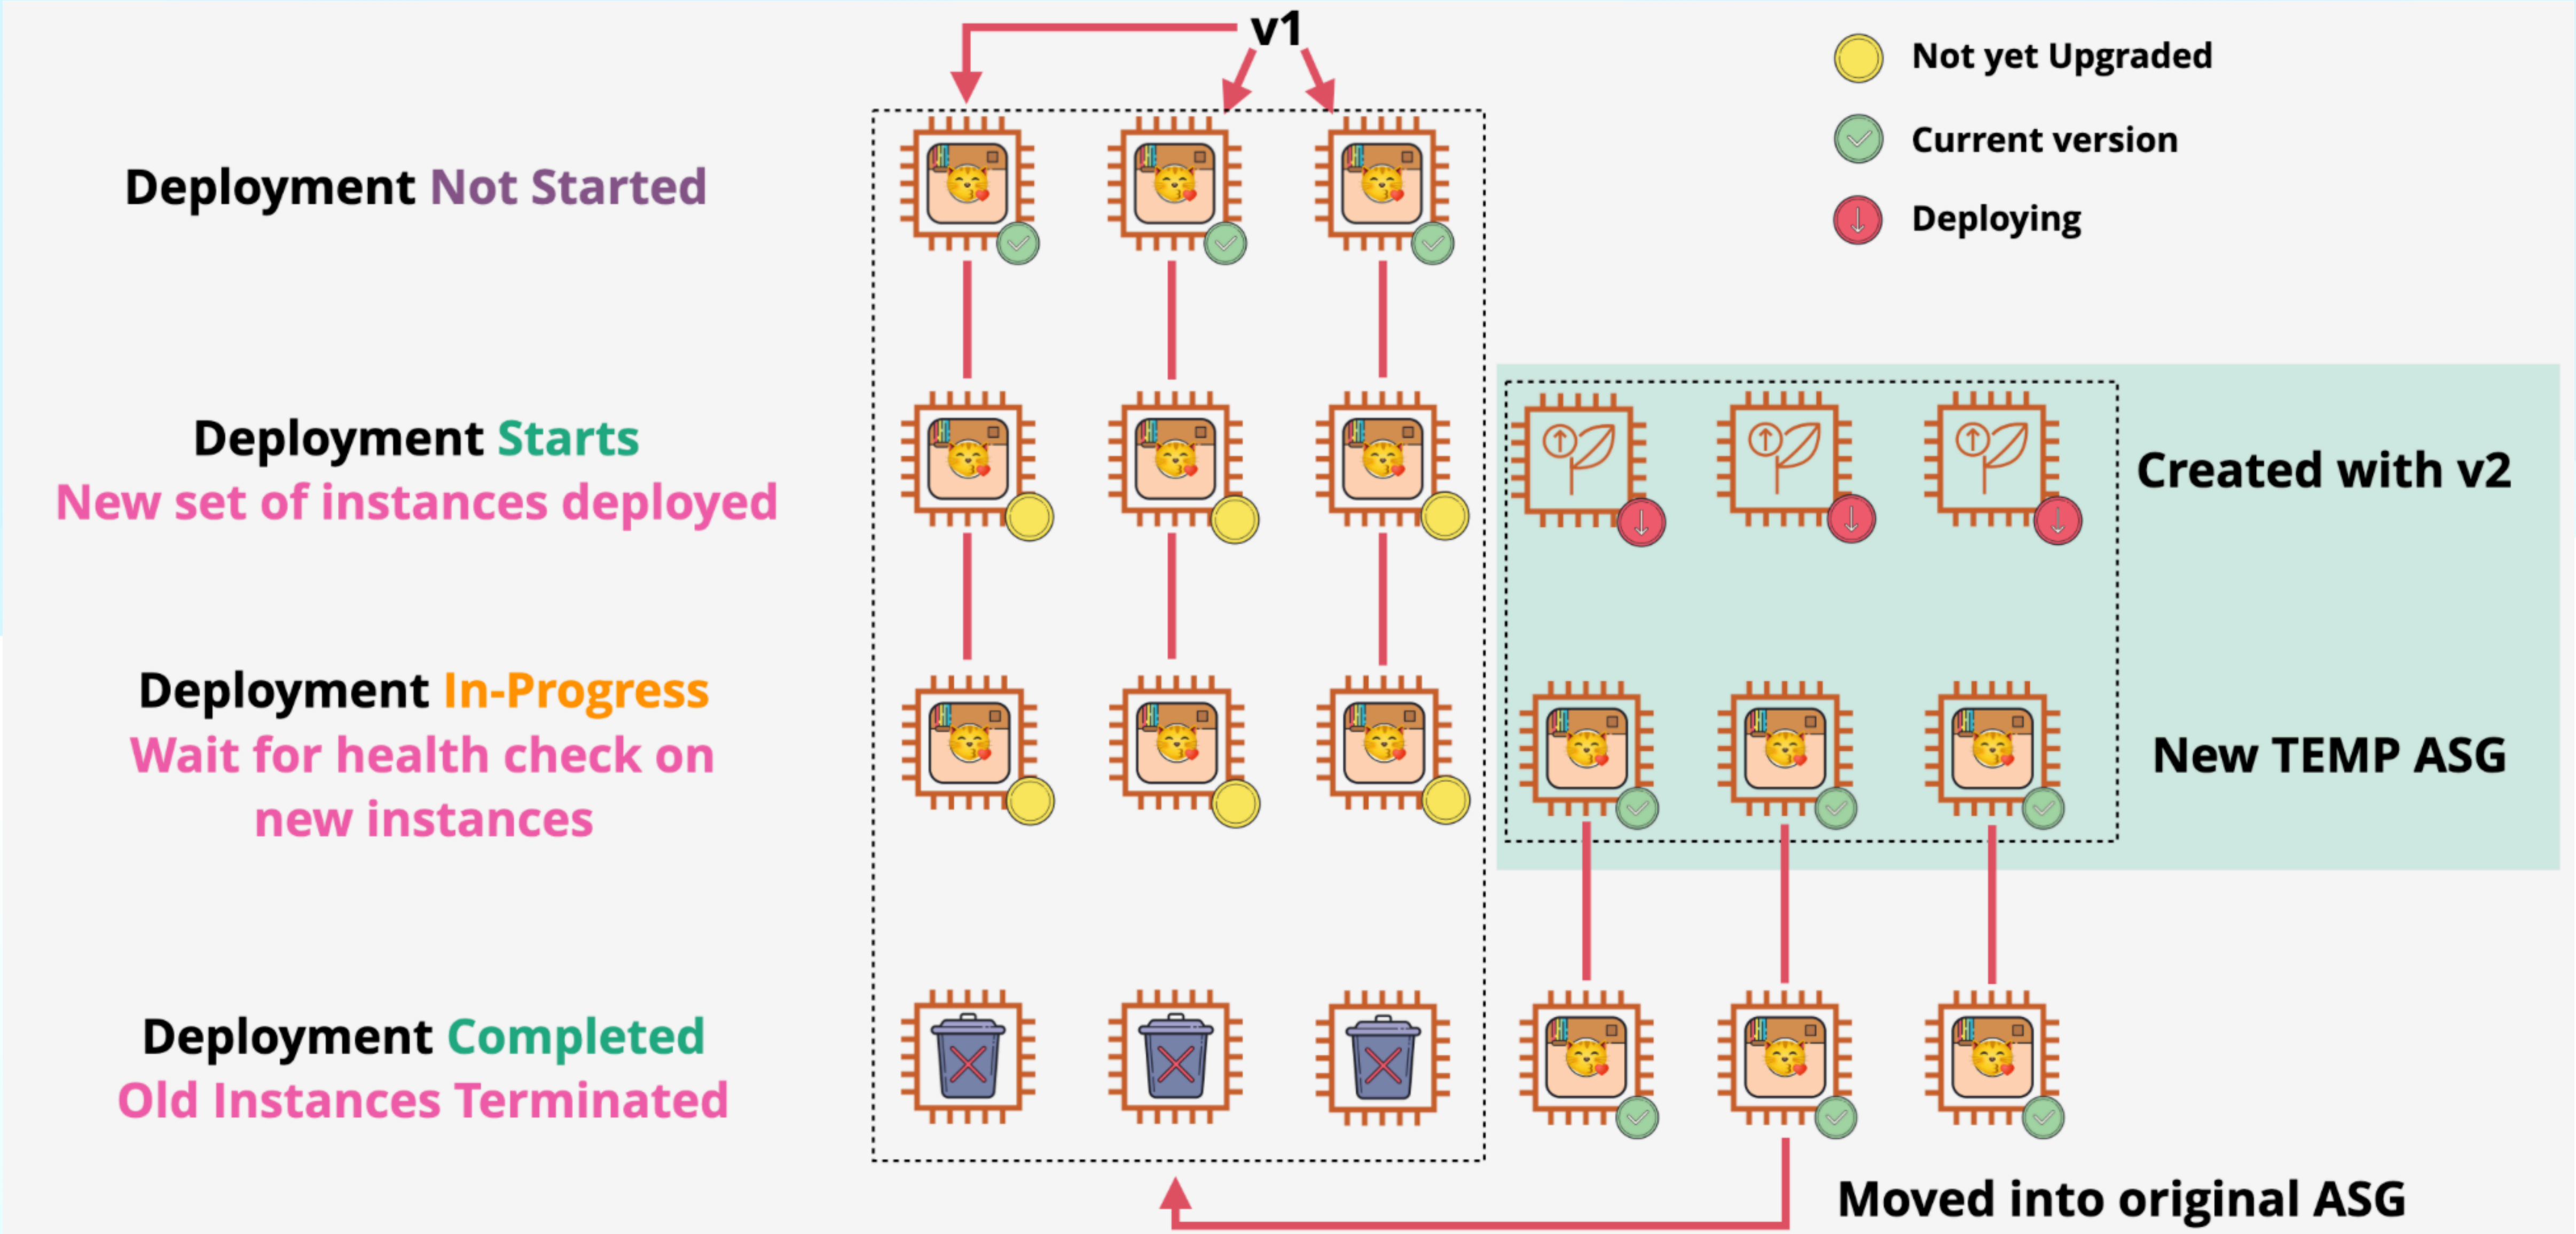 v1
Not yet Upgraded
Current version
Deploying
Deployment Not Started
Deployment Starts
New set of instances deployed
Created with v2
Deployment In-Progress
Wait for health check on
new instances
New TEMP ASG
Deployment Completed
Old Instances Terminated
Moved into original ASG